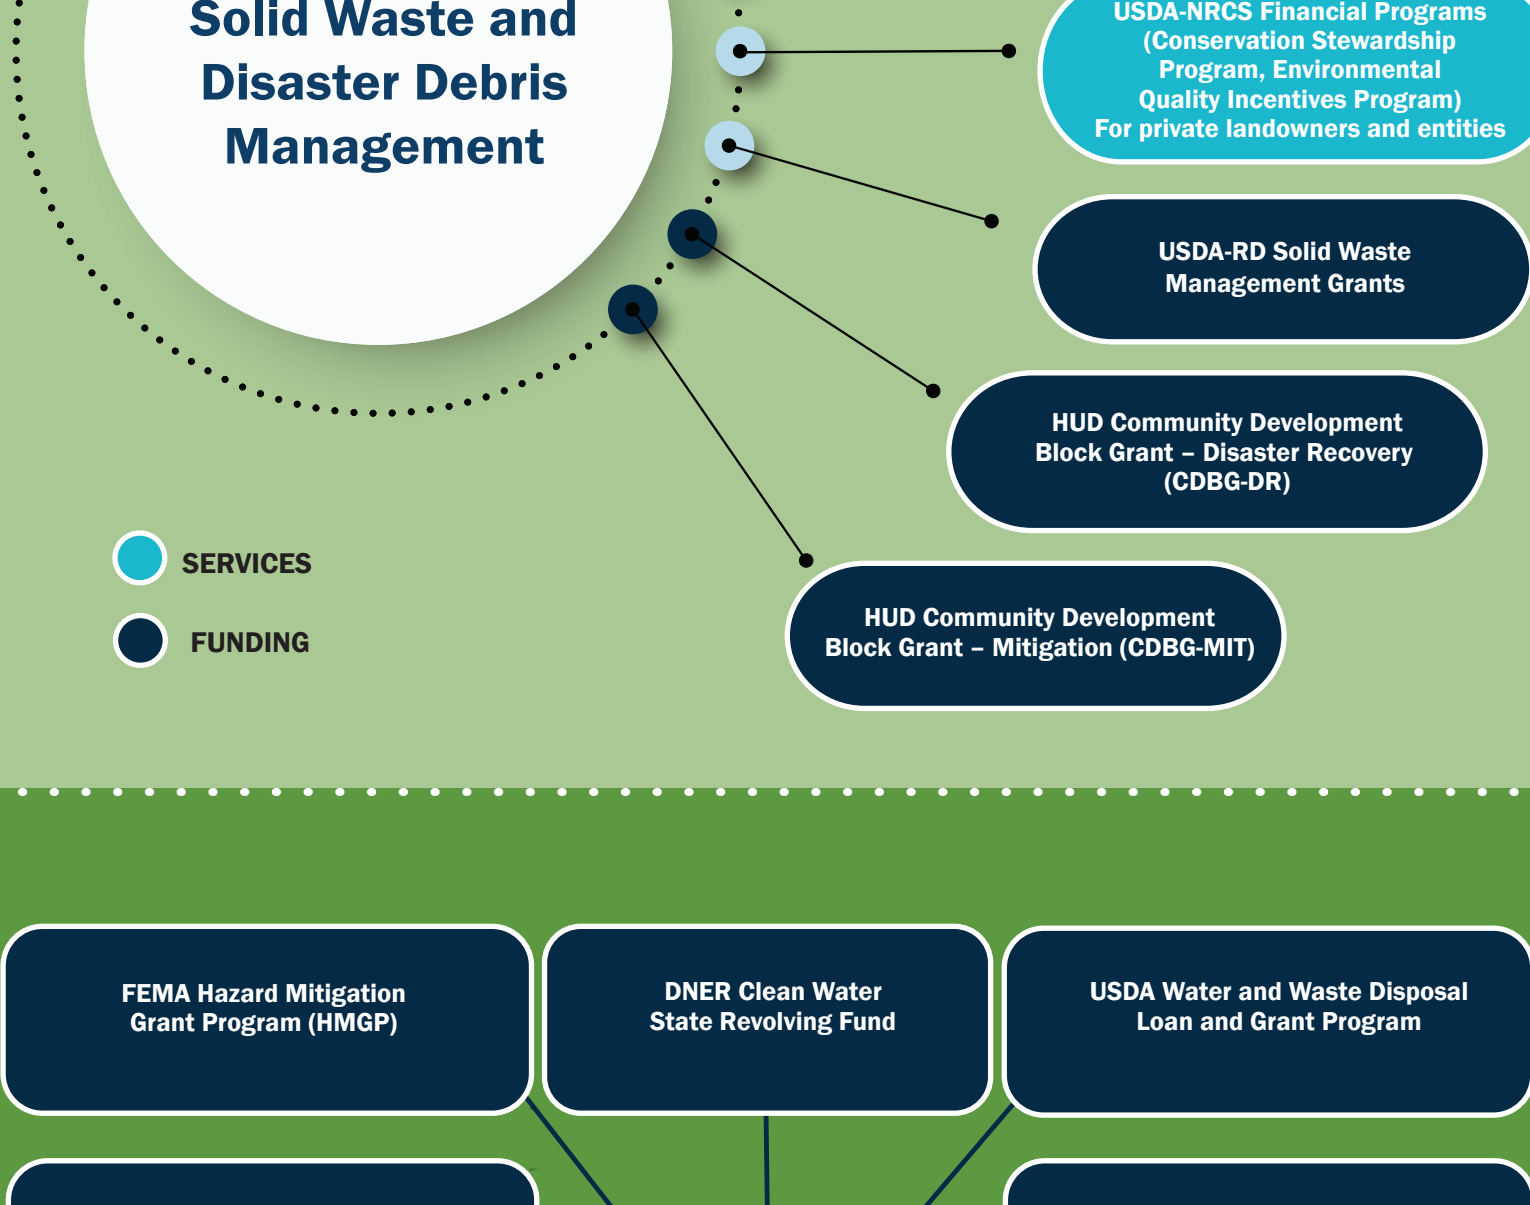 Solid Waste and
Disaster Debris
Management
USDA-NRCS Financial Programs
(Conservation Stewardship
Program, Environmental
Quality Incentives Program)
For private landowners and entities
USDA-RD Solid Waste
Management Grants
HUD Community Development
Block Grant – Disaster Recovery
(CDBG-DR)
HUD Community Development
Block Grant – Mitigation (CDBG-MIT)
SERVICES
FUNDING
FEMA Hazard Mitigation
Grant Program (HMGP)
DNER Clean Water
State Revolving Fund
USDA Water and Waste Disposal
Loan and Grant Program